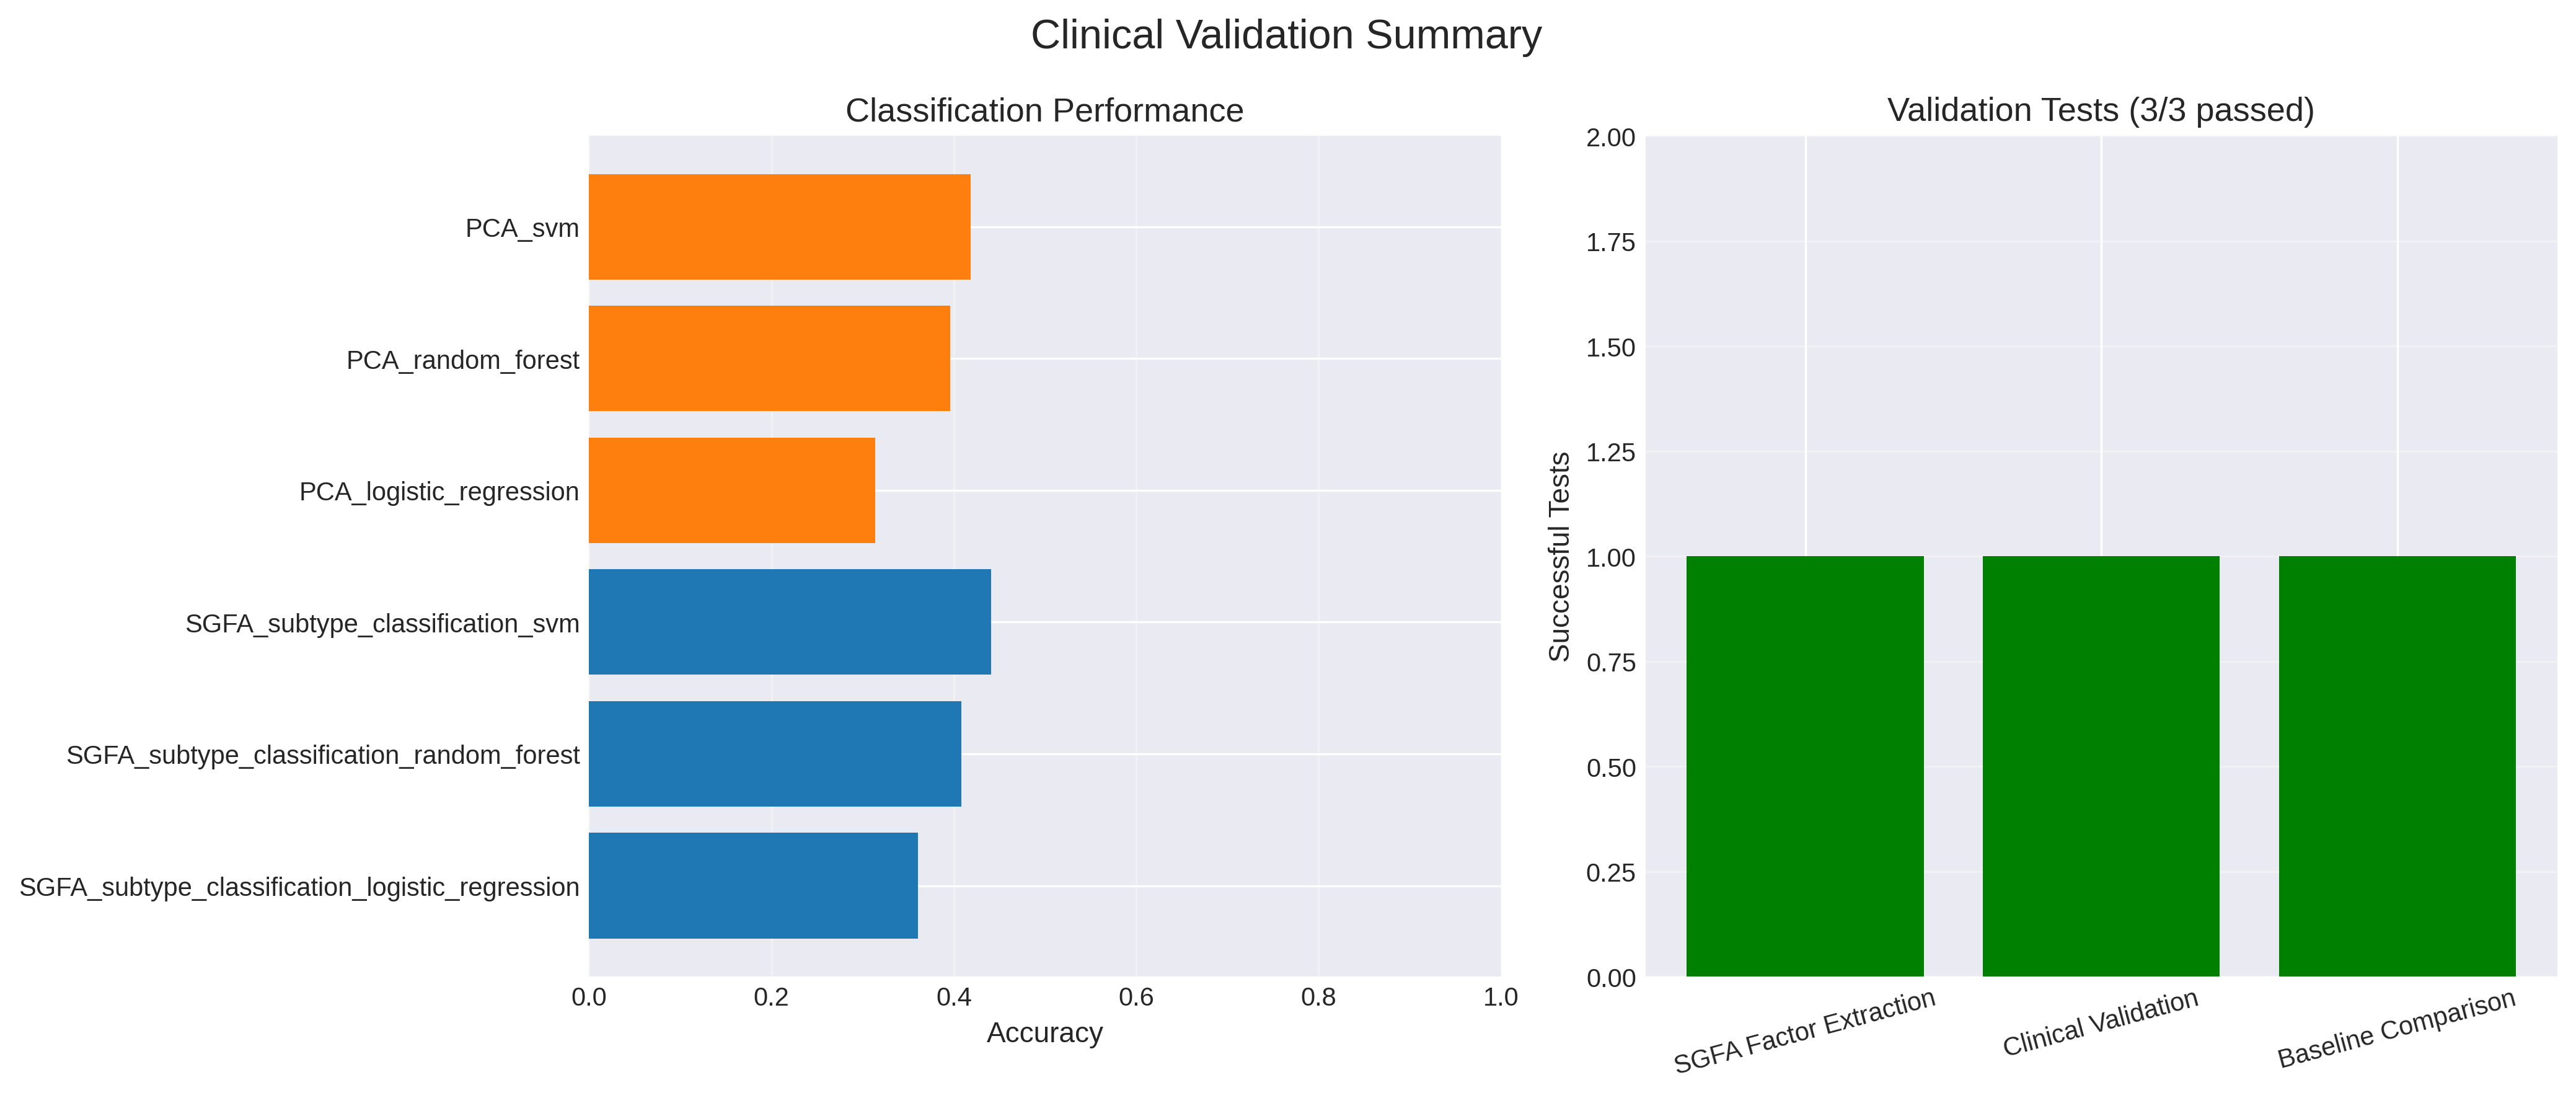 Clinical Validation Summary
Classification Performance
PCA_svm
PCA_random_forest
PCA_logistic_regression
SGFA_subtype_classification_svm
SGFA_subtype_classification_random_forest
SGFA_subtype_classification_logistic_regression
0.0 0.2 0.4 0.6 0.8 1.0
Accuracy
Validation Tests (3/3 passed)
Successful Tests
2.00
1.75
1.50
1.25
1.00
0.75
0.50
0.25
0.00
SGFA Factor Extraction
Clinical Validation
Baseline Comparison